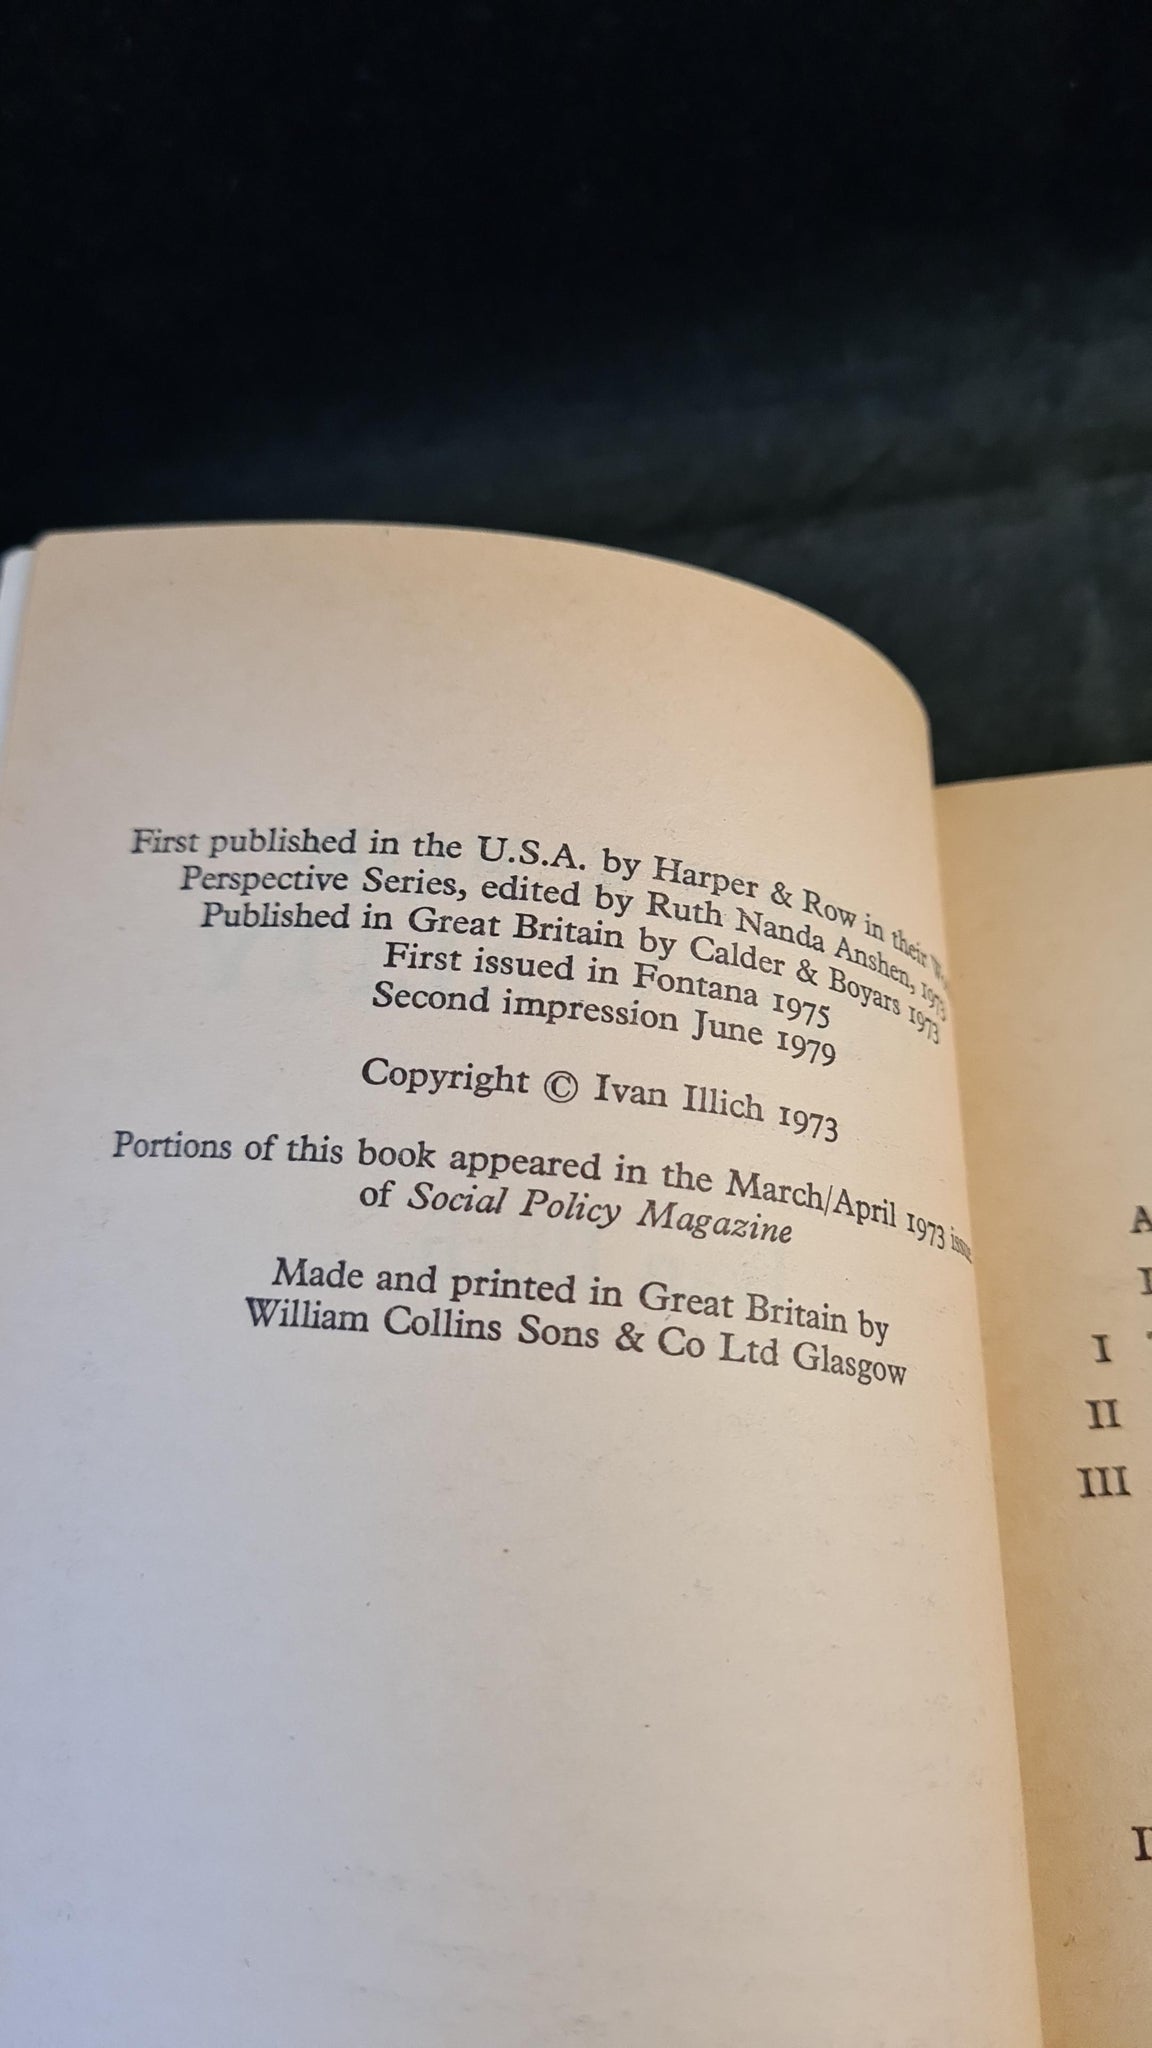 First published in the U.S.A. by Harper & Row in their
Perspective Series, edited by Ruth Nanda Anshen, 1973
Published in Great Britain by Calder & Boyars 1973
First issued in Fontana 1975
Second impression June 1979
Copyright © Ivan Illich 1973
Portions of this book appeared in the March/April 1973 issue
of Social Policy Magazine
Made and printed in Great Britain by
William Collins Sons & Co Ltd Glasgow
A
I
II
III